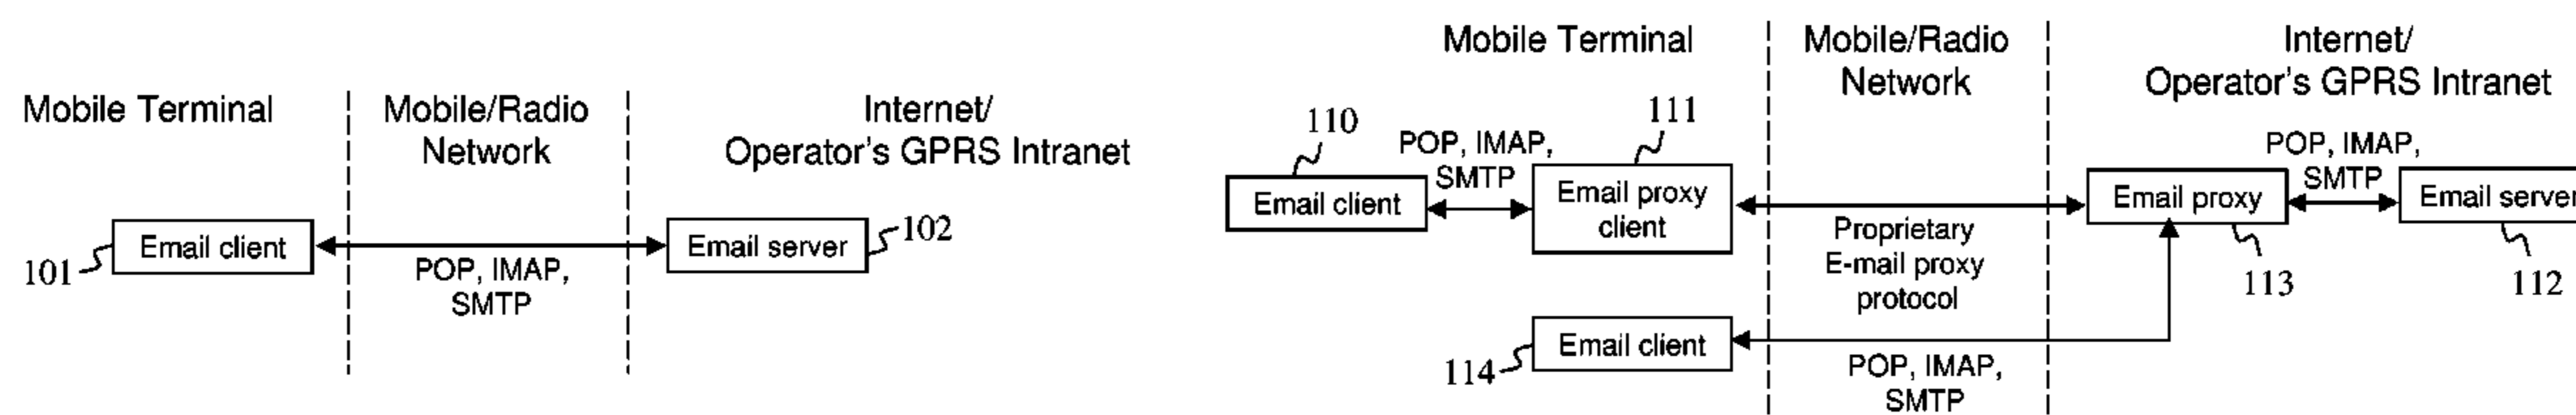 Mobile Terminal
Mobile/Radio
Network
Internet/
Operator's GPRS Intranet
Email client
101
POP, IMAP,
SMTP
Email server
102
Mobile Terminal
Mobile/Radio
Network
Internet/
Operator's GPRS Intranet
110
Email client
POP, IMAP,
SMTP
111
Email proxy
client
Proprietary
E-mail proxy
protocol
Email proxy
113
POP, IMAP,
SMTP
Email server
112
Email client
114
POP, IMAP,
SMTP